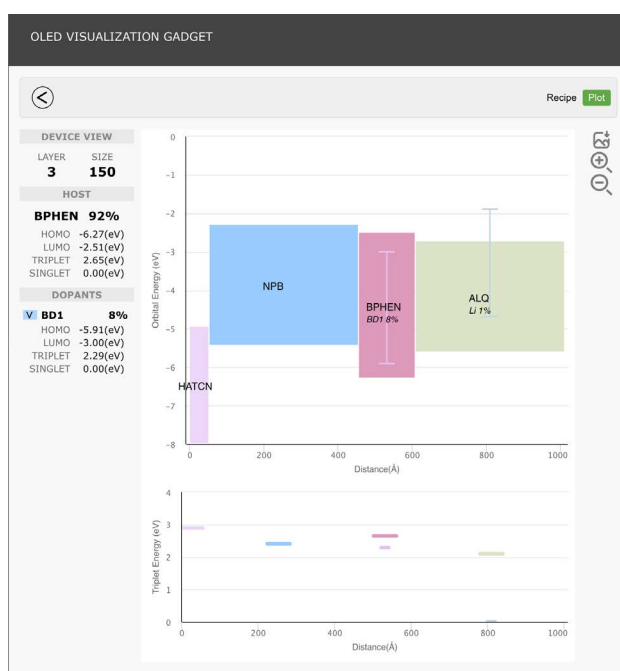 OLED VISUALIZATION GADGET
Recipe Plot
DEVICE VIEW
LAYER SIZE
3 150
HOST
BPHEN 92%
HOMO -6.27(eV)
LUMO -2.51(eV)
TRIPLET 2.65(eV)
SINGLET 0.00(eV)
DOPANTS
V BD1 8%
HOMO -5.91(eV)
LUMO -3.00(eV)
TRIPLET 2.29(eV)
SINGLET 0.00(eV)
0
-1
-2
-3
-4
-5
-6
-7
-8
Orbital Energy (eV)
HATCN
NPB
BPHEN
BD1 8%
ALQ
Li 1%
0 200 400 600 800 1000
Distance(Å)
4
3
2
1
0
Triplet Energy (eV)
0 200 400 600 800 1000
Distance(Å)